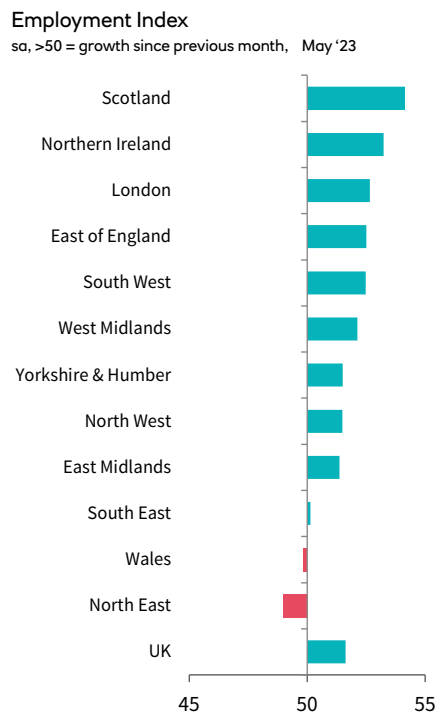 Employment Index
sa, >50 = growth since previous month, May ‘23
Scotland
Northern Ireland
London
East of England
South West
West Midlands
Yorkshire & Humber
North West
East Midlands
South East
Wales
North East
UK
45 50 55